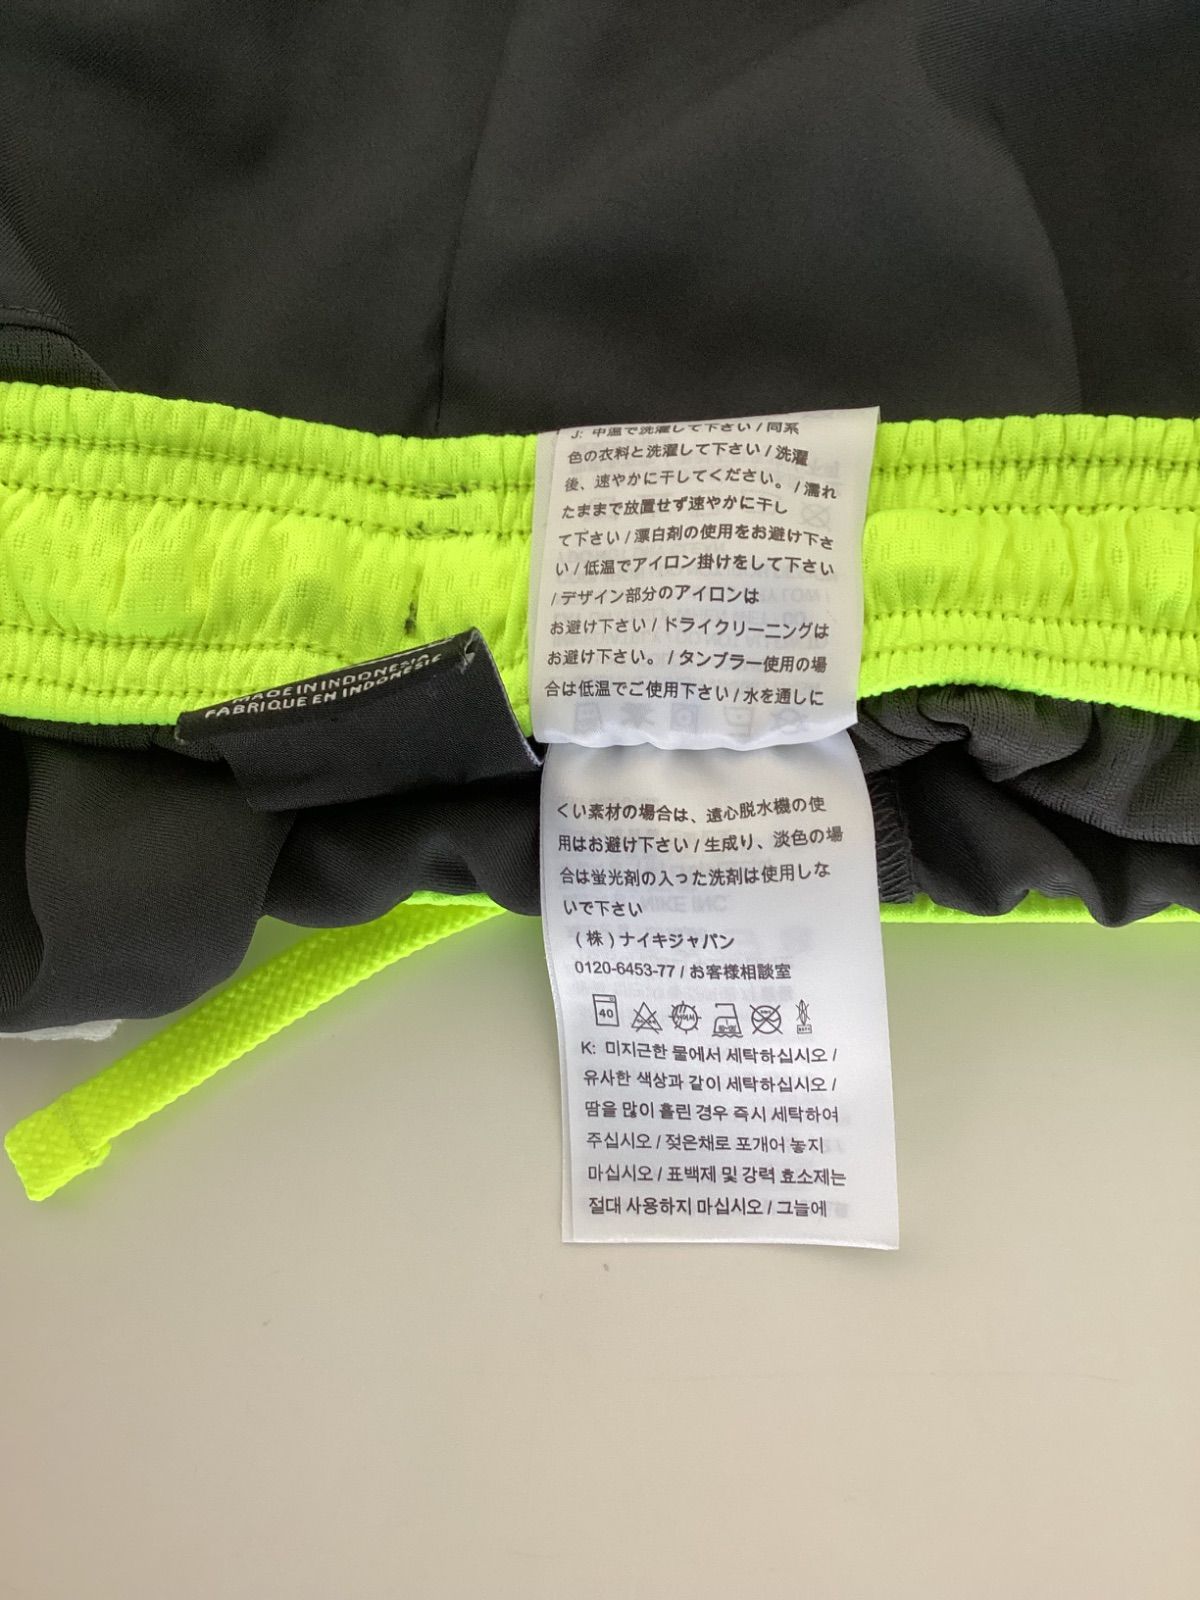 MADE IN INDONESIA
FABRIQUE EN INDONESIE
J: 中温で洗濯して下さい / 同系
色の衣料と洗濯して下さい / 洗濯
後、速やかに干してください。/ 濡れ
たままで放置せず速やかに干し
て下さい / 漂白剤の使用をお避け下さ
い / 低温でアイロン掛けをして下さい
/ デザイン部分のアイロンは
お避け下さい / ドライクリーニングは
お避け下さい。/ タンブラー使用の場
合は低温でご使用下さい / 水を通しに
くい素材の場合は、遠心脱水機の使
用はお避け下さい / 生成り、淡色の場
合は蛍光剤の入った洗剤は使用しな
いで下さい
(株) ナイキジャパン
0120-6453-77 / お客様相談室
40
K: 미지근한 물에서 세탁하십시오 /
유사한 색상과 같이 세탁하십시오 /
땀을 많이 흘린 경우 즉시 세탁하여
주십시오 / 젖은채로 포개어 놓지
마십시오 / 표백제 및 강력 효소제는
절대 사용하지 마십시오 / 그늘에